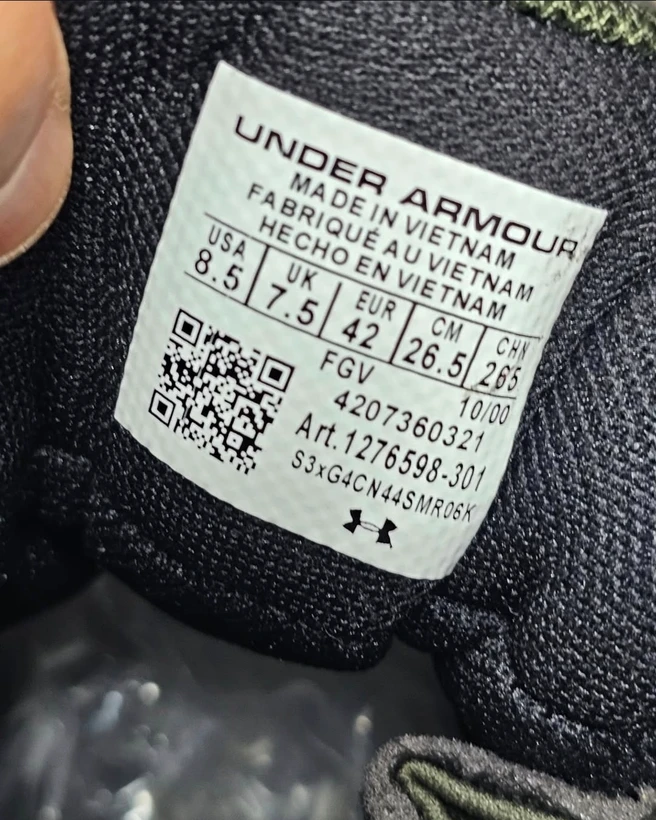 UNDER ARMOUR
MADE IN VIETNAM
FABRIQUÉ AU VIETNAM
HECHO EN VIETNAM
USA UK EUR CM CHN
8.5 7.5 42 26.5 265
FGV 10/00
4207360321
Art.1276598-301
S3xG4CN44SMR06K